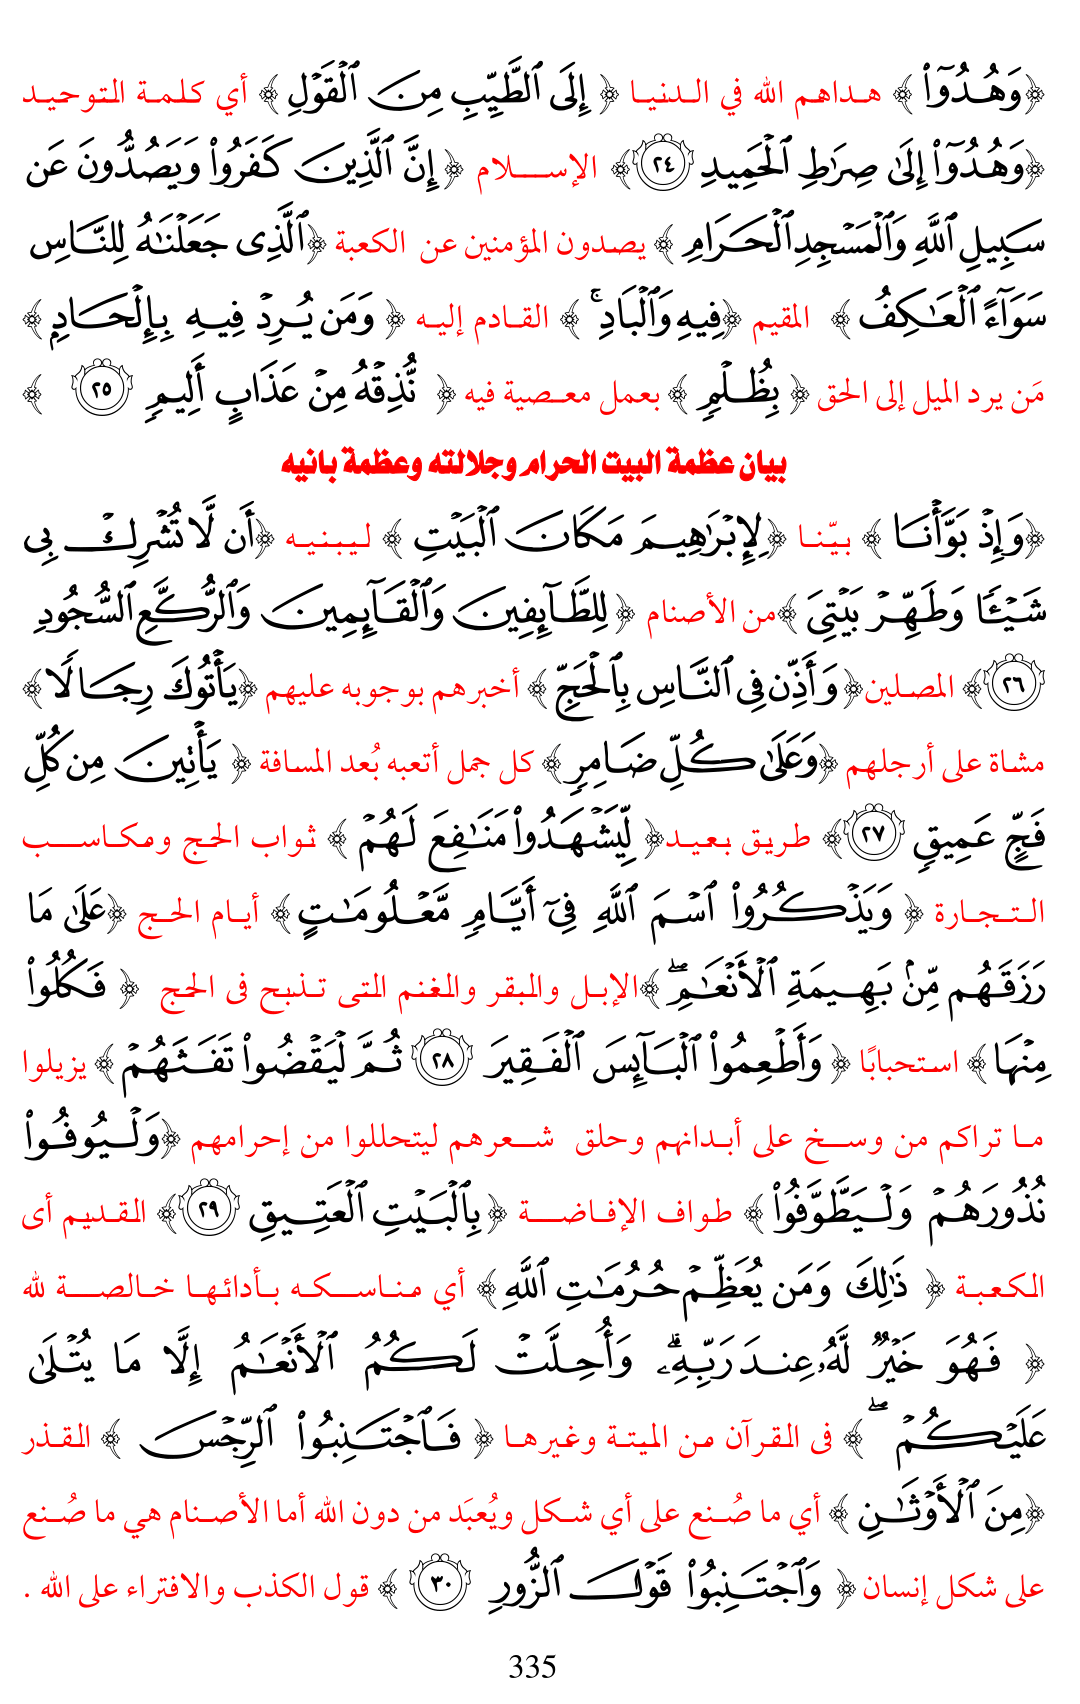 ﴿وَهُدُوٓا۟ ﴾ هداهم الله في الدنيا ﴿ إِلَى ٱلطَّيِّبِ مِنَ ٱلْقَوْلِ ﴾ أي كلمة التوحيد
﴿وَهُدُوٓا۟ إِلَىٰ صِرَٰطِ ٱلْحَمِيدِ ٢٤﴾ الإسلام ﴿ إِنَّ ٱلَّذِينَ كَفَرُوا۟ وَيَصُدُّونَ عَن
سَبِيلِ ٱللَّهِ وَٱلْمَسْجِدِ ٱلْحَرَامِ ﴾ يصدون المؤمنين عن الكعبة ﴿ٱلَّذِى جَعَلْنَٰهُ لِلنَّاسِ
سَوَآءً ٱلْعَٰكِفُ ﴾ المقيم ﴿فِيهِ وَٱلْبَادِ ۚ ﴾ القادم إليه ﴿ وَمَن يُرِدْ فِيهِ بِإِلْحَادٍۭ ﴾
مَن يرد الميل إلى الحق ﴿ بِظُلْمٍ ﴾ بعمل معصية فيه ﴿ نُّذِقْهُ مِنْ عَذَابٍ أَلِيمٍ ٢٥ ﴾
بيان عظمة البيت الحرام وجلالته وعظمة بانيه
﴿وَإِذْ بَوَّأْنَا ﴾ بيّنا ﴿لِإِبْرَٰهِيمَ مَكَانَ ٱلْبَيْتِ ﴾ ليبنيه ﴿أَن لَّا تُشْرِكْ بِى
شَيْـًٔا وَطَهِّرْ بَيْتِىَ ﴾من الأصنام ﴿ لِلطَّآئِفِينَ وَٱلْقَآئِمِينَ وَٱلرُّكَّعِ ٱلسُّجُودِ
٢٦﴾ المصلين﴿ وَأَذِّن فِى ٱلنَّاسِ بِٱلْحَجِّ ﴾ أخبرهم بوجوبه عليهم ﴿يَأْتُوكَ رِجَالًا﴾
مشاة على أرجلهم ﴿وَعَلَىٰ كُلِّ ضَامِرٍ ﴾ كل جمل أتعبه بُعد المسافة ﴿ يَأْتِينَ مِن كُلِّ
فَجٍّ عَمِيقٍ ٢٧﴾ طريق بعيد﴿ لِّيَشْهَدُوا۟ مَنَٰفِعَ لَهُمْ ﴾ ثواب الحج ومكاسب
التجارة ﴿ وَيَذْكُرُوا۟ ٱسْمَ ٱللَّهِ فِىٓ أَيَّامٍ مَّعْلُومَٰتٍ ﴾ أيام الحج ﴿عَلَىٰ مَا
رَزَقَهُم مِّنۢ بَهِيمَةِ ٱلْأَنْعَٰمِ ۖ ﴾الإبل والبقر والغنم التى تذبح فى الحج ﴿ فَكُلُوا۟
مِنْهَا ﴾ استحبابًا ﴿ وَأَطْعِمُوا۟ ٱلْبَآئِسَ ٱلْفَقِيرَ ٢٨ ثُمَّ لْيَقْضُوا۟ تَفَثَهُمْ ﴾ يزيلوا
ما تراكم من وسخ على أبدانهم وحلق شعرهم ليتحللوا من إحرامهم ﴿وَلْيُوفُوا۟
نُذُورَهُمْ وَلْيَطَّوَّفُوا۟ ﴾ طواف الإفاضة ﴿ بِٱلْبَيْتِ ٱلْعَتِيقِ ٢٩﴾ القديم أى
الكعبة ﴿ ذَٰلِكَ وَمَن يُعَظِّمْ حُرُمَٰتِ ٱللَّهِ ﴾ أي مناسكه بأدائها خالصة لله
﴿ فَهُوَ خَيْرٌ لَّهُۥ عِندَ رَبِّهِۦ ۗ وَأُحِلَّتْ لَكُمُ ٱلْأَنْعَٰمُ إِلَّا مَا يُتْلَىٰ
عَلَيْكُمْ ۖ ﴾ فى القرآن من الميتة وغيرها ﴿ فَٱجْتَنِبُوا۟ ٱلرِّجْسَ ﴾ القذر
﴿مِنَ ٱلْأَوْثَٰنِ ﴾ أي ما صُنع على أي شكل ويُعبَد من دون الله أما الأصنام هي ما صُنع
على شكل إنسان ﴿ وَٱجْتَنِبُوا۟ قَوْلَ ٱلزُّورِ ٣٠ ﴾ قول الكذب والافتراء على الله .
335